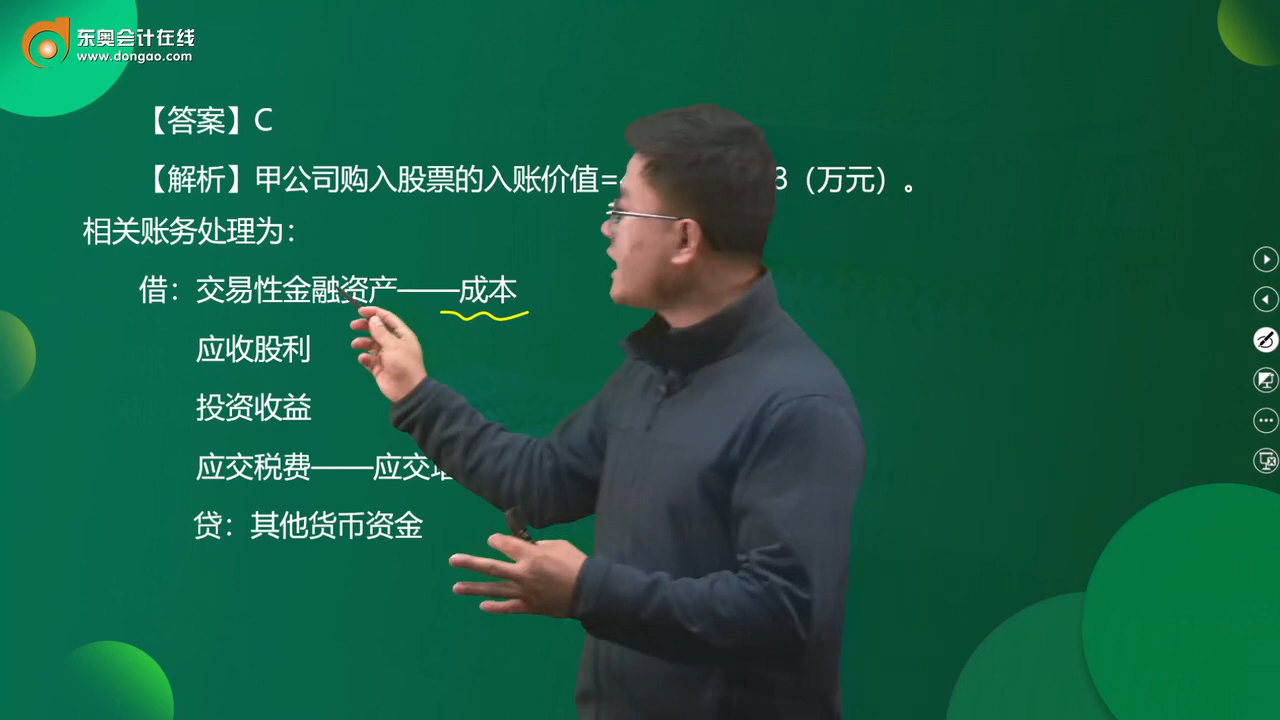 东奥会计在线
www.dongao.com
【答案】C
【解析】甲公司购入股票的入账价值= 3（万元）。
相关账务处理为：
借：交易性金融资产——成本
应收股利
投资收益
应交税费——应交
贷：其他货币资金